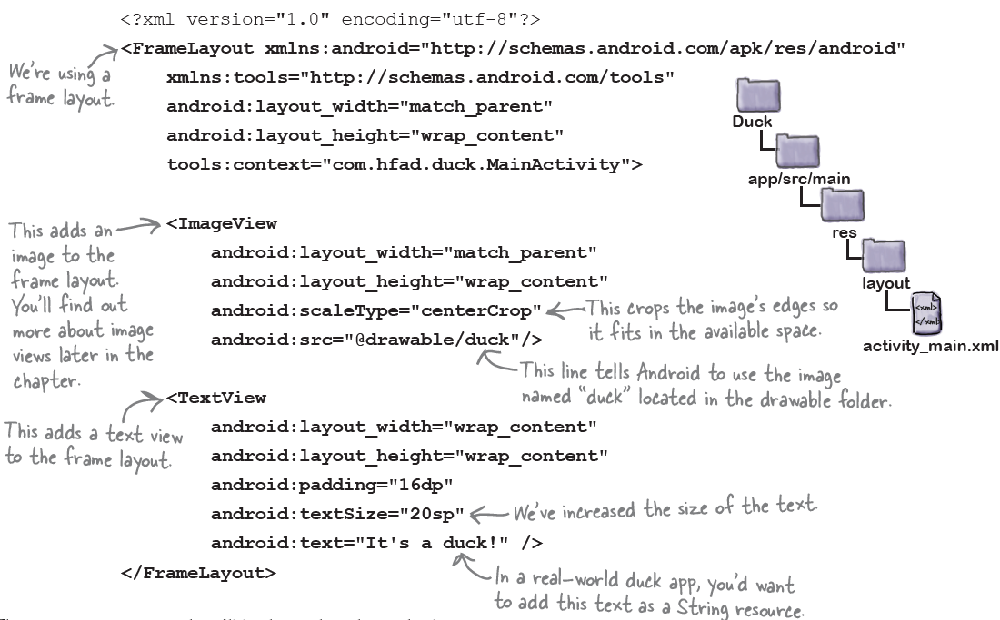 <?xml version="1.0" encoding="utf-8"?>
<FrameLayout xmlns:android="http://schemas.android.com/apk/res/android"
We're using a
frame layout.
xmlns:tools="http://schemas.android.com/tools"
android:layout_width="match_parent"
android:layout_height="wrap_content"
tools:context="com.hfad.duck.MainActivity">
Duck
app/src/main
res
layout
<xml>
</xml
activity_main.xml
<ImageView
This adds an
image to the
frame layout.
You'll find out
more about image
views later in the
chapter.
android:layout_width="match_parent"
android:layout_height="wrap_content"
android:scaleType="centerCrop"
This crops the image's edges so
it fits in the available space.
android:src="@drawable/duck"/>
This line tells Android to use the image
named "duck" located in the drawable folder.
<TextView
This adds a text view
to the frame layout.
android:layout_width="wrap_content"
android:layout_height="wrap_content"
android:padding="16dp"
android:textSize="20sp"
We've increased the size of the text.
android:text="It's a duck!" />
</FrameLayout>
In a real-world duck app, you'd want
to add this text as a String resource.